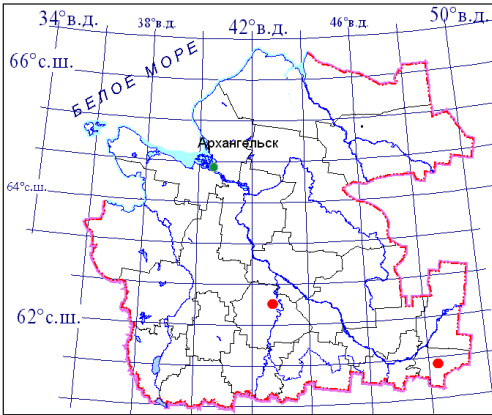 34°в.д.
38°в.д.
42°в.д.
46°в.д.
50°в.д.
66°с.ш.
БЕЛОЕ МОРЕ
Архангельск
64°с.ш.
62°с.ш.